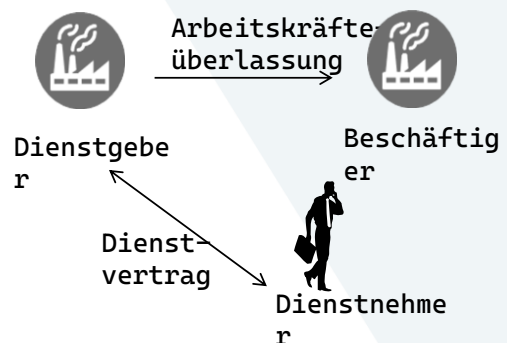 Arbeitskräfte-
überlassung
Dienstgebe
r
Beschäftig
er
Dienst-
vertrag
Dienstnehme
r